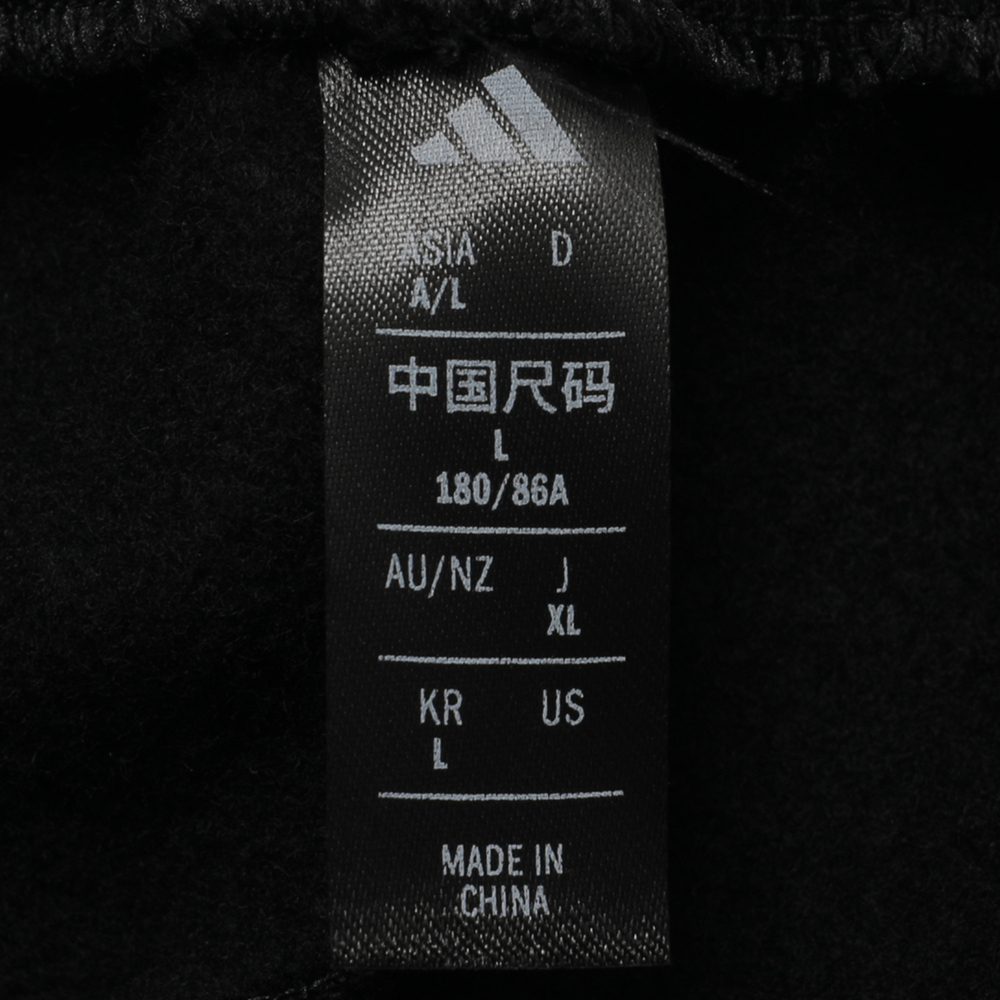 ASIA D
A/L
中国尺码
L
180/86A
AU/NZ J
XL
KR US
L
MADE IN
CHINA